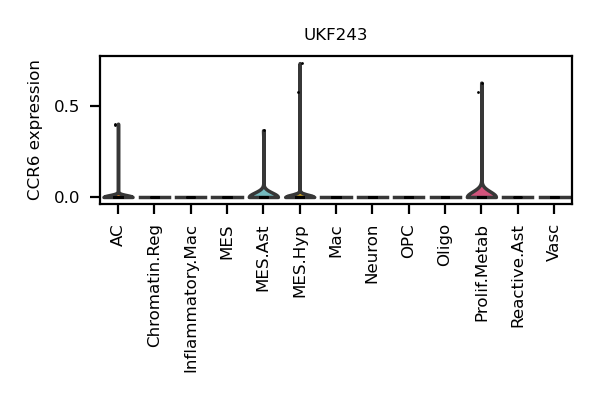 UKF243
CCR6 expression
0.5
0.0
AC
Chromatin.Reg
Inflammatory.Mac
MES
MES.Ast
MES.Hyp
Mac
Neuron
OPC
Oligo
Prolif.Metab
Reactive.Ast
Vasc